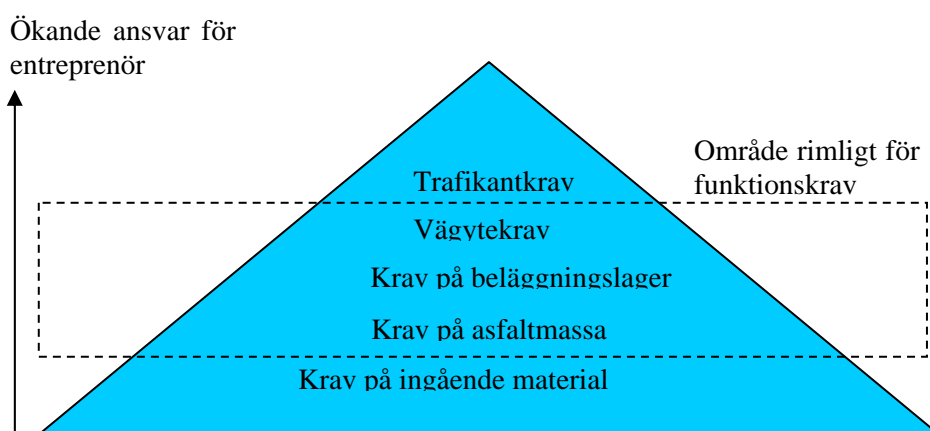 Ökande ansvar för
entreprenör
Område rimligt för
funktionskrav
Trafikantkrav
Vägytekrav
Krav på beläggningslager
Krav på asfaltmassa
Krav på ingående material